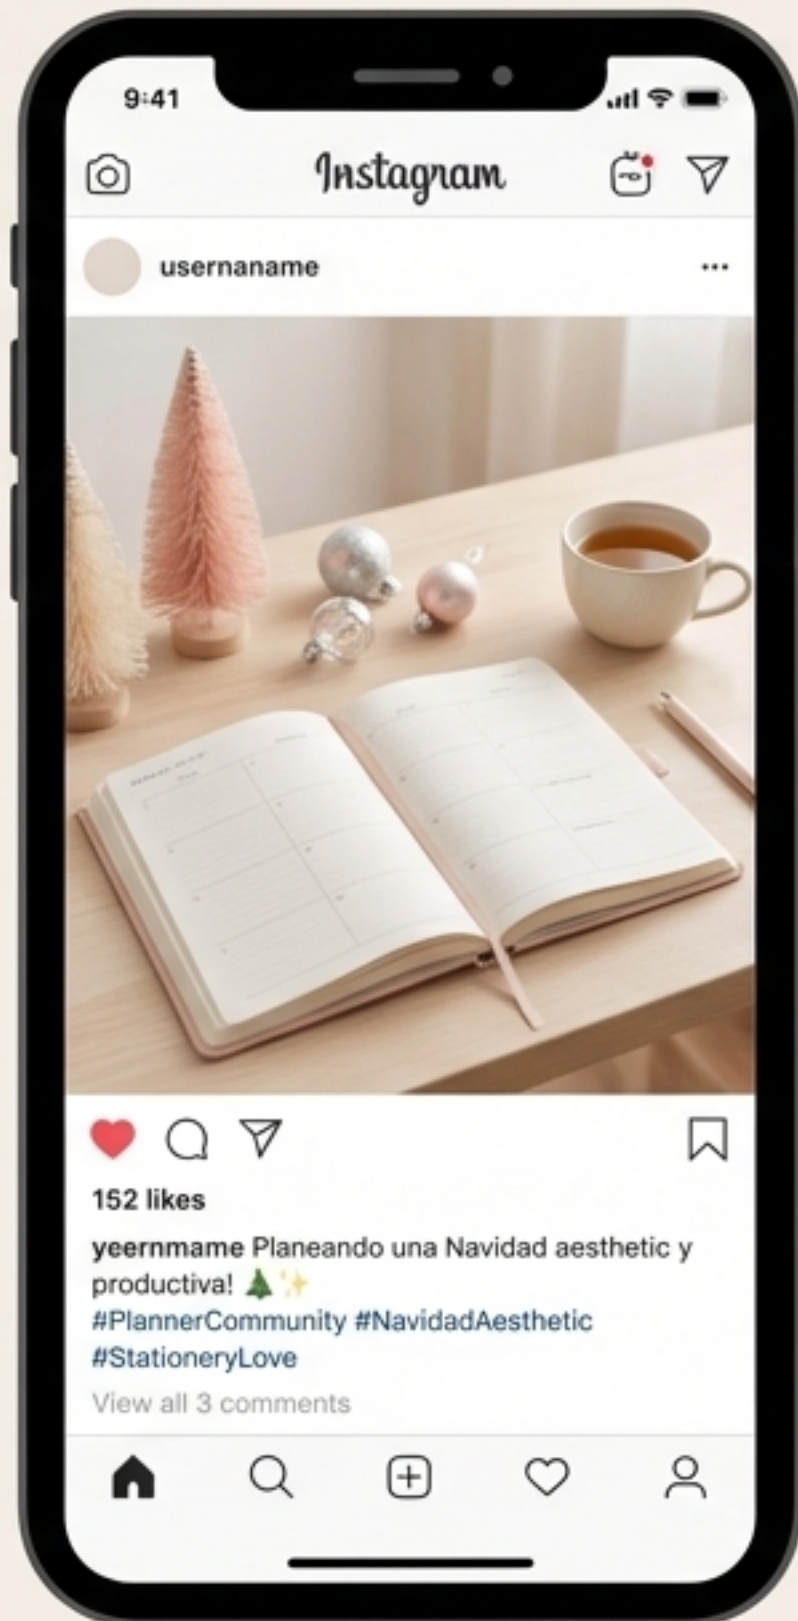 9:41
Instagram
usernaname
152 likes
yeernmame Planeando una Navidad aesthetic y
productiva! 🎄✨
#PlannerCommunity #NavidadAesthetic
#StationeryLove
View all 3 comments